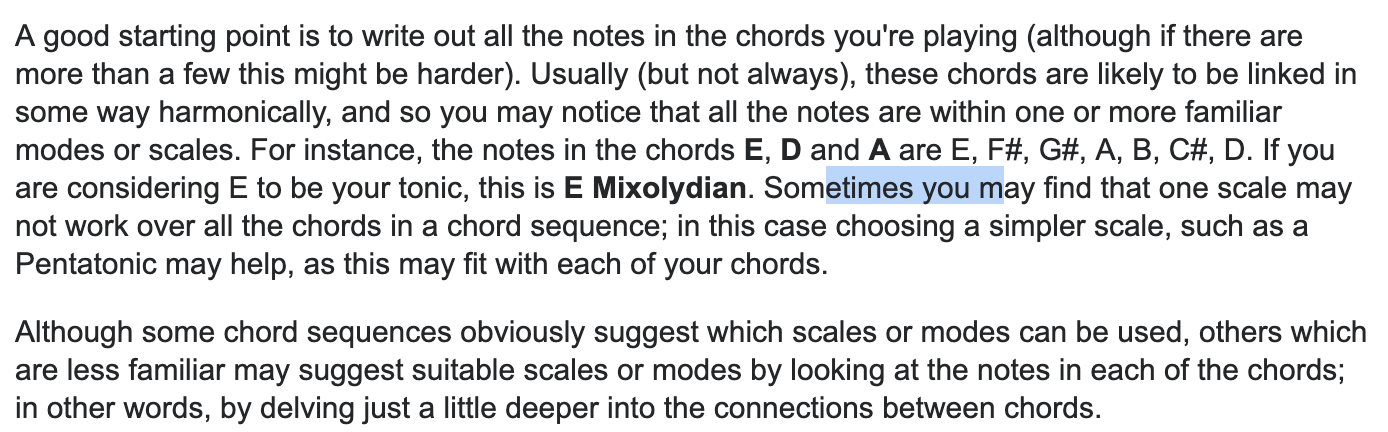 A good starting point is to write out all the notes in the chords you're playing (although if there are
more than a few this might be harder). Usually (but not always), these chords are likely to be linked in
some way harmonically, and so you may notice that all the notes are within one or more familiar
modes or scales. For instance, the notes in the chords E, D and A are E, F#, G#, A, B, C#, D. If you
are considering E to be your tonic, this is E Mixolydian. Sometimes you may find that one scale may
not work over all the chords in a chord sequence; in this case choosing a simpler scale, such as a
Pentatonic may help, as this may fit with each of your chords.
Although some chord sequences obviously suggest which scales or modes can be used, others which
are less familiar may suggest suitable scales or modes by looking at the notes in each of the chords;
in other words, by delving just a little deeper into the connections between chords.